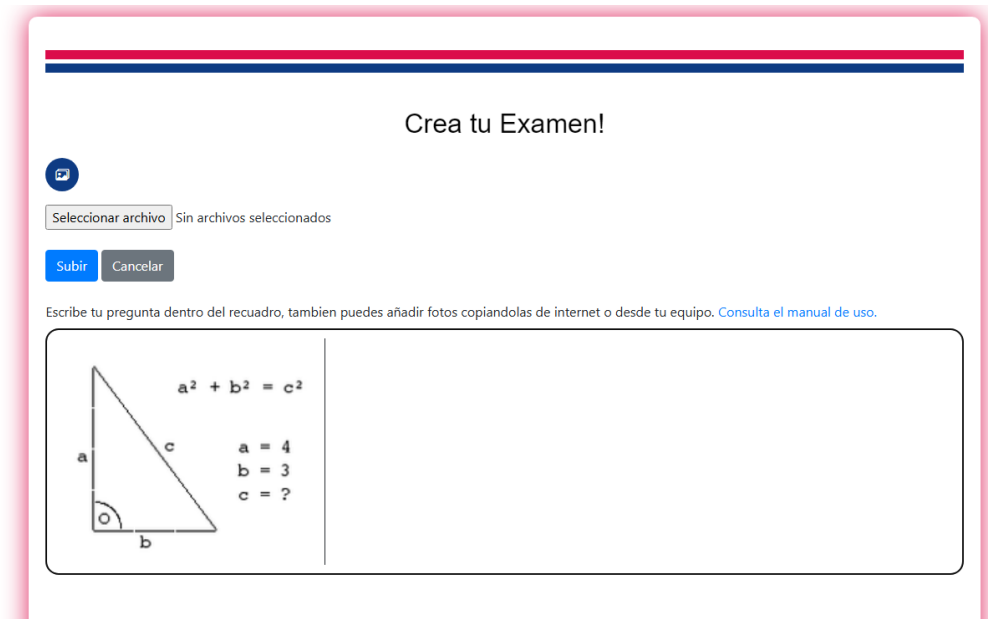 Crea tu Examen!
Seleccionar archivo Sin archivos seleccionados
Subir Cancelar
Escribe tu pregunta dentro del recuadro, tambien puedes añadir fotos copiandolas de internet o desde tu equipo. Consulta el manual de uso.
a² + b² = c²
c
a = 4
a
b = 3
c = ?
b